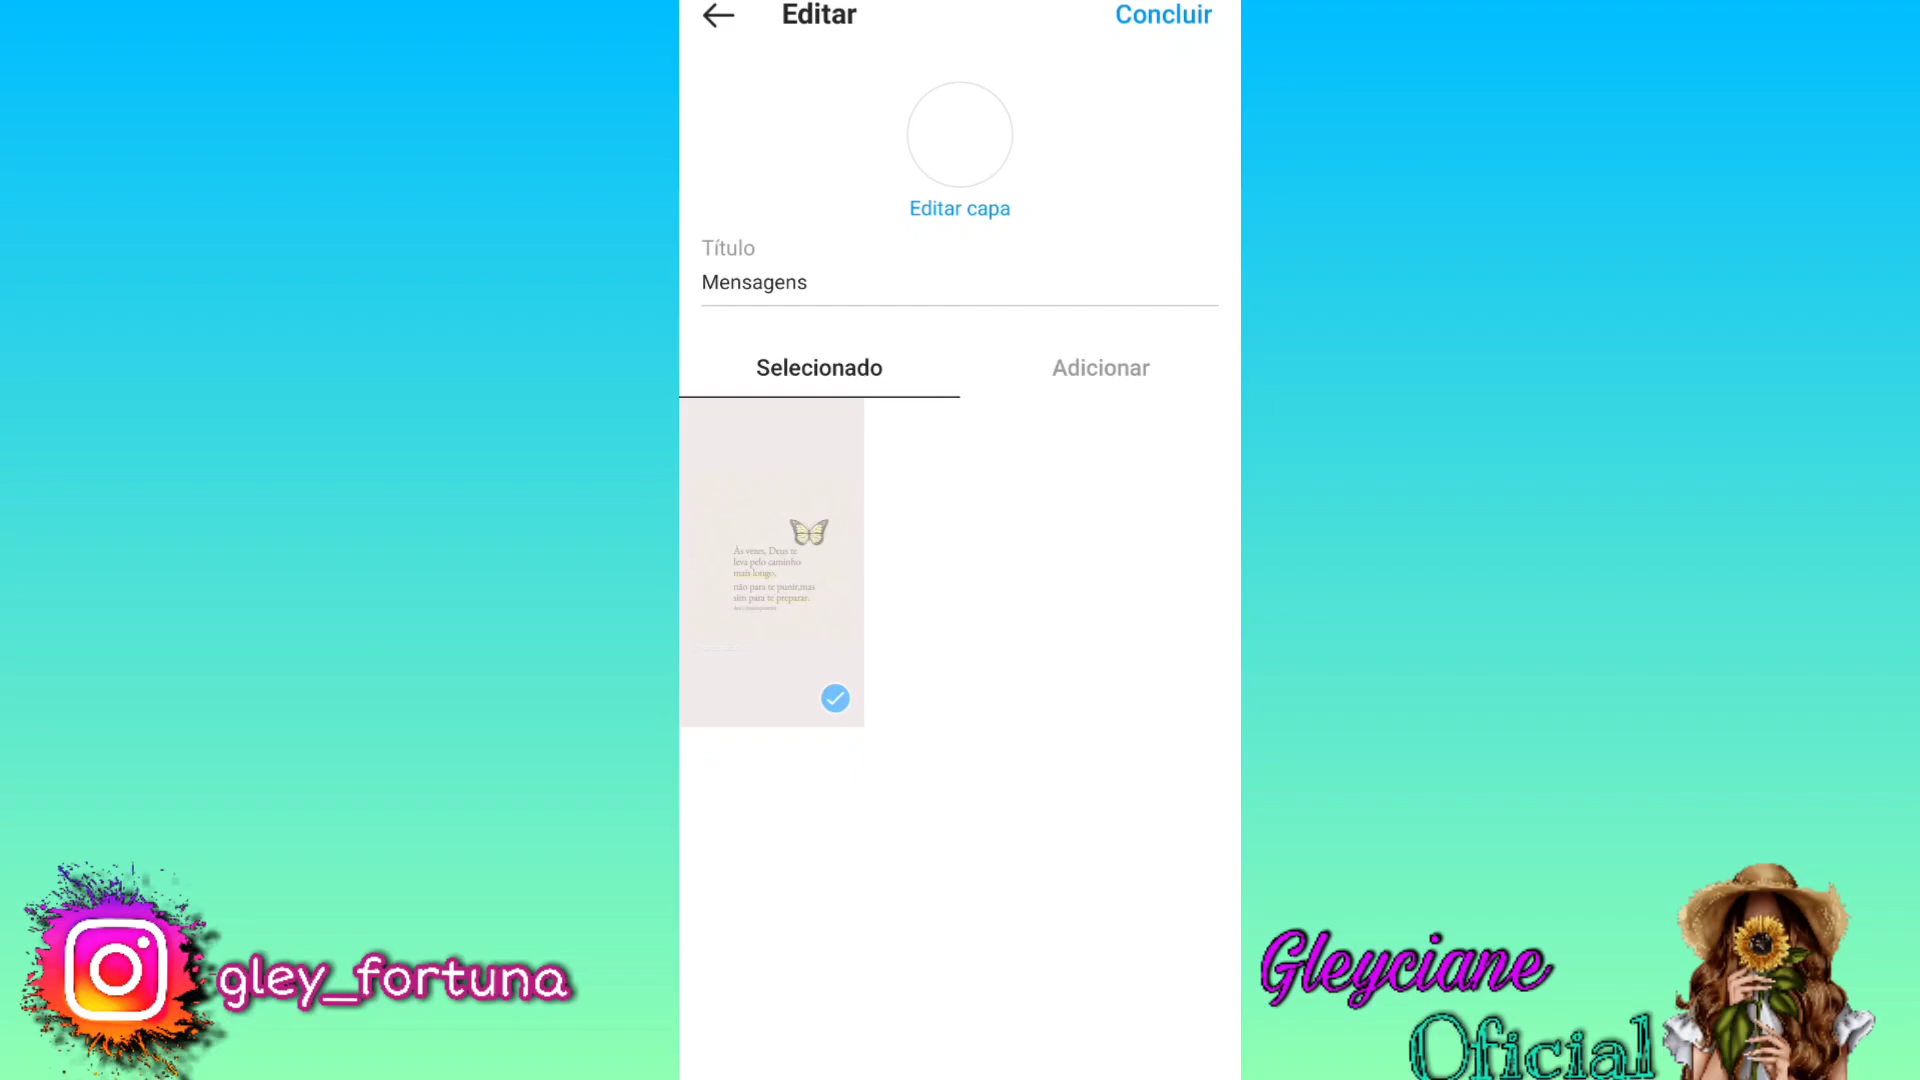 Editar
Concluir
Editar capa
Título
Mensagens
Selecionado
Adicionar
Às vezes, Deus te
leva pelo caminho
mais longo,
não para te punir,mas
sim para te preparar.
gley_fortuna
Gleyciane
Oficial